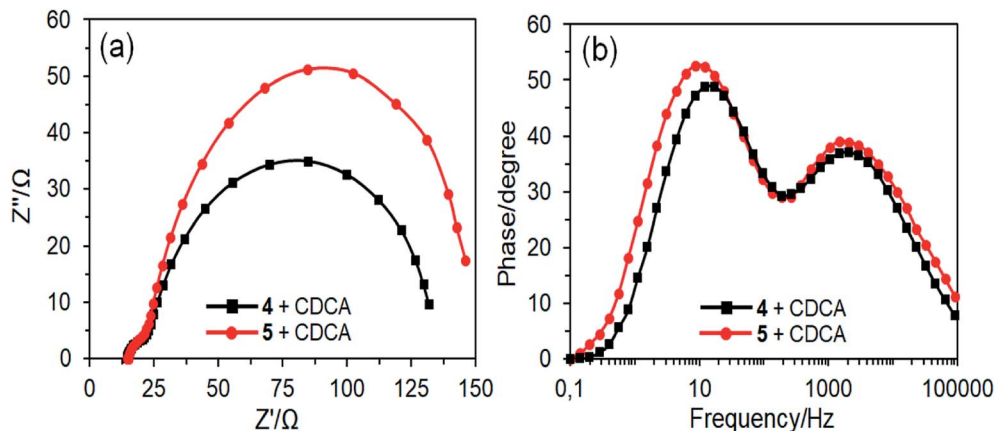 (a)
60
50
40
30
20
10
0
Z''/Ω
4 + CDCA
5 + CDCA
0 25 50 75 100 125 150
Z'/Ω
(b)
60
50
40
30
20
10
0
Phase/degree
4 + CDCA
5 + CDCA
0,1 10 1000 100000
Frequency/Hz